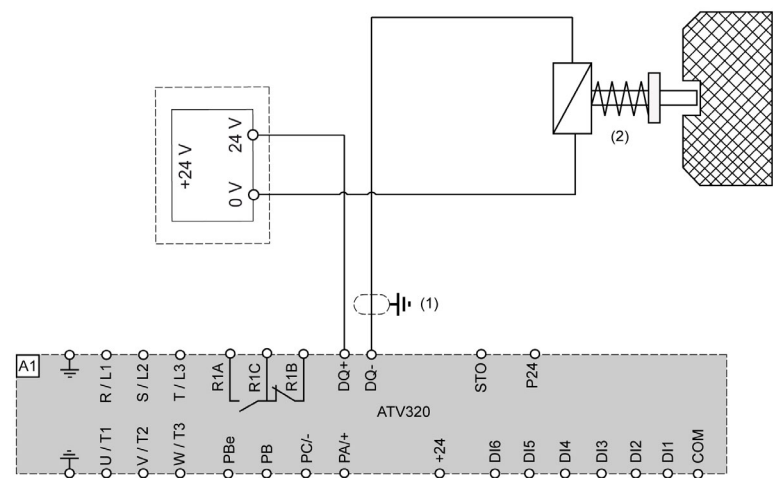 24 V
+24 V
0 V
(2)
(1)
A1
R / L1
S / L2
T / L3
R1A
R1C
R1B
DQ+
DQ-
STO
P24
ATV320
U / T1
V / T2
W / T3
PBe
PB
PC/-
PA/+
+24
DI6
DI5
DI4
DI3
DI2
DI1
COM